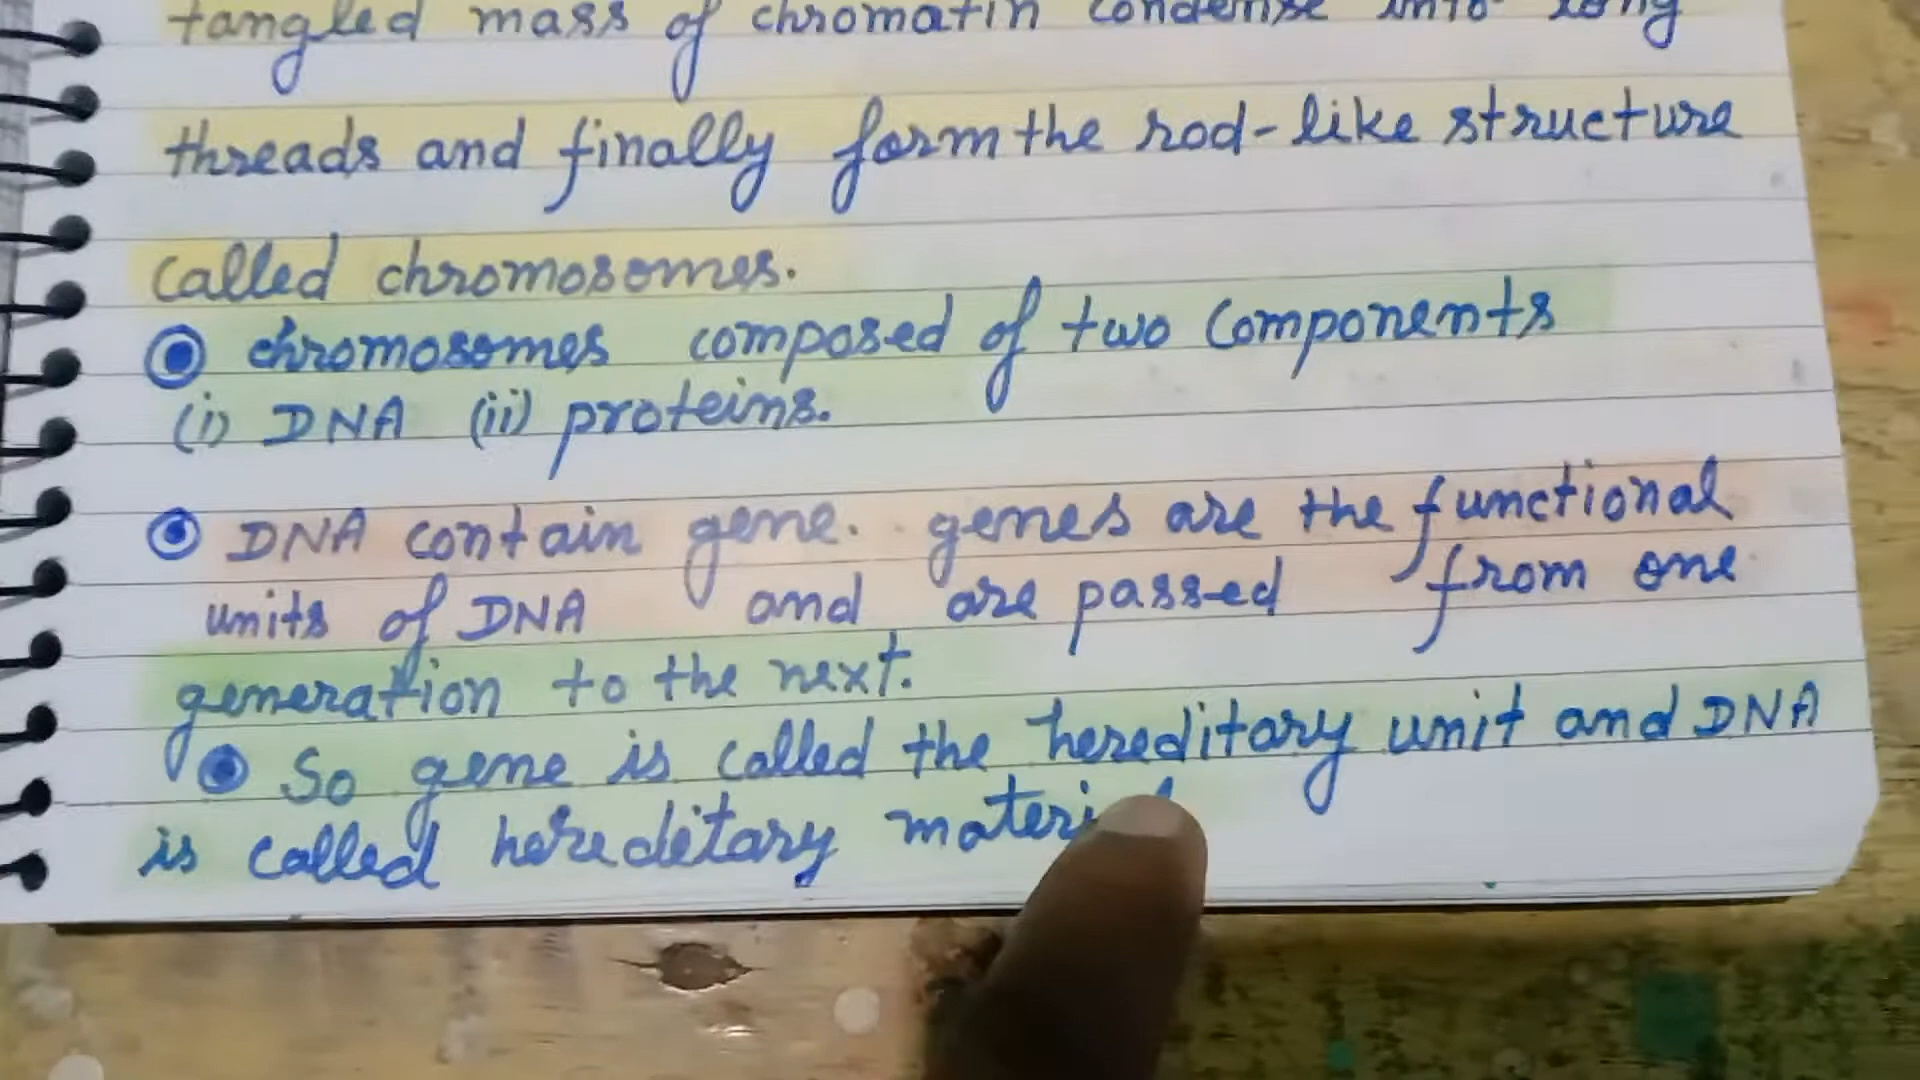 tangled mass of chromatin condense into long
threads and finally form the rod-like structure
called chromosomes.
chromosomes composed of two components
(i) DNA (ii) proteins.
DNA contain gene. genes are the functional
units of DNA and are passed from one
generation to the next.
So gene is called the hereditary unit and DNA
is called hereditary